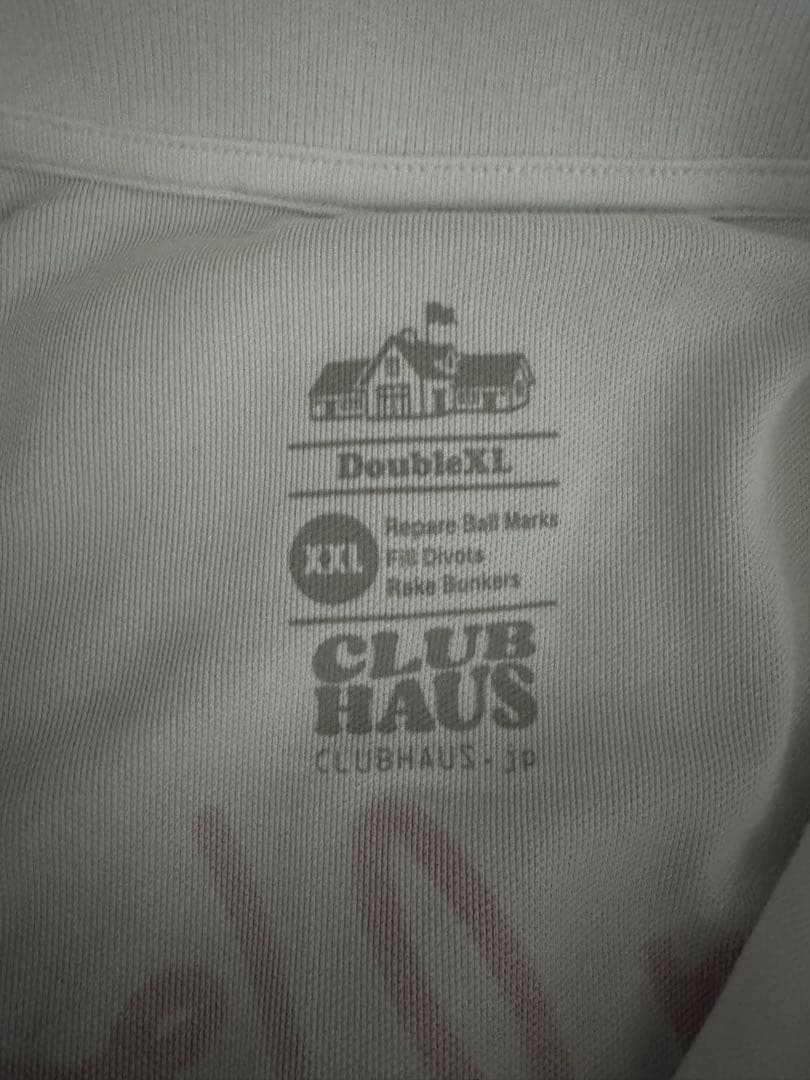 DoubleXL
XXL
Repare Ball Marks
Fill Divots
Rake Bunkers
CLUB
HAUS
CLUBHAUS.jp